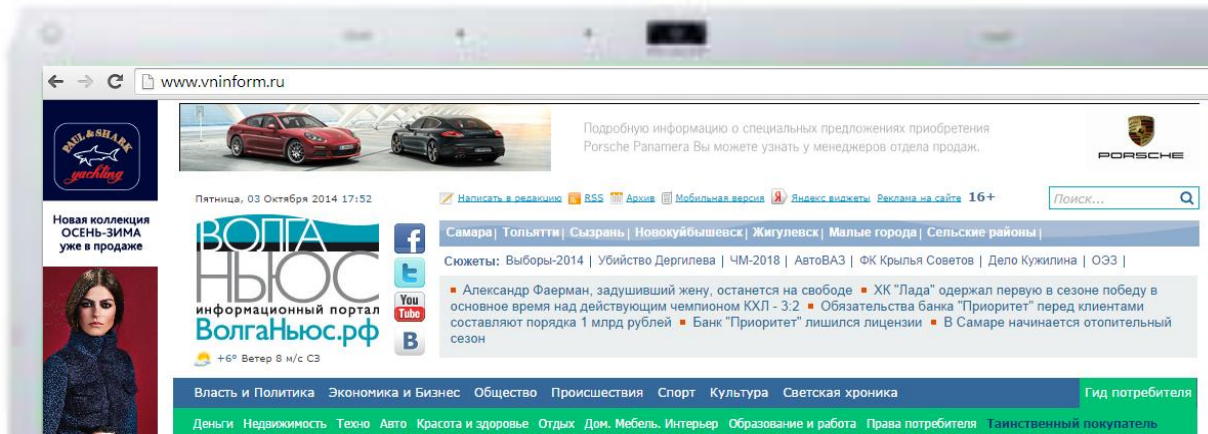 www.vninform.ru
PAUL & SHARK
yachting
Новая коллекция
ОСЕНЬ-ЗИМА
уже в продаже
Подробную информацию о специальных предложениях приобретения
Porsche Panamera Вы можете узнать у менеджеров отдела продаж.
PORSCHE
Пятница, 03 Октября 2014 17:52
Написать в редакцию RSS Архив Мобильная версия Я Яндекс виджеты Реклама на сайте 16+
Поиск...
ВОЛГА
НЬЮС
информационный портал
ВолгаНьюс.рф
+6° Ветер 8 м/с СЗ
f
t
You
Tube
B
Самара| Тольятти| Сызрань| Новокуйбышевск| Жигулевск| Малые города| Сельские районы|
Сюжеты: Выборы-2014 | Убийство Дергилева | ЧМ-2018 | АвтоВАЗ | ФК Крылья Советов | Дело Кужилина | ОЭЗ |
▪ Александр Фаерман, задушивший жену, останется на свободе ▪ ХК "Лада" одержал первую в сезоне победу в
основное время над действующим чемпионом КХЛ - 3:2 ▪ Обязательства банка "Приоритет" перед клиентами
составляют порядка 1 млрд рублей ▪ Банк "Приоритет" лишился лицензии ▪ В Самаре начинается отопительный
сезон
Власть и Политика Экономика и Бизнес Общество Происшествия Спорт Культура Светская хроника Гид потребителя
Деньги Недвижимость Техно Авто Красота и здоровье Отдых Дом. Мебель. Интерьер Образование и работа Права потребителя Таинственный покупатель